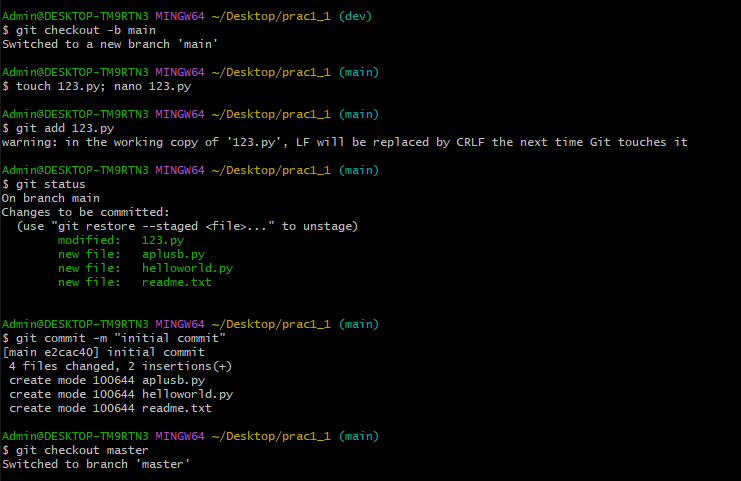 Admin@DESKTOP-TM9RTN3 MINGW64 ~/Desktop/prac1_1 (dev)
$ git checkout -b main
Switched to a new branch 'main'
Admin@DESKTOP-TM9RTN3 MINGW64 ~/Desktop/prac1_1 (main)
$ touch 123.py; nano 123.py
Admin@DESKTOP-TM9RTN3 MINGW64 ~/Desktop/prac1_1 (main)
$ git add 123.py
warning: in the working copy of '123.py', LF will be replaced by CRLF the next time Git touches it
Admin@DESKTOP-TM9RTN3 MINGW64 ~/Desktop/prac1_1 (main)
$ git status
On branch main
Changes to be committed:
  (use "git restore --staged <file>..." to unstage)
        modified:   123.py
        new file:   aplusb.py
        new file:   helloworld.py
        new file:   readme.txt
Admin@DESKTOP-TM9RTN3 MINGW64 ~/Desktop/prac1_1 (main)
$ git commit -m "initial commit"
[main e2cac40] initial commit
 4 files changed, 2 insertions(+)
 create mode 100644 aplusb.py
 create mode 100644 helloworld.py
 create mode 100644 readme.txt
Admin@DESKTOP-TM9RTN3 MINGW64 ~/Desktop/prac1_1 (main)
$ git checkout master
Switched to branch 'master'